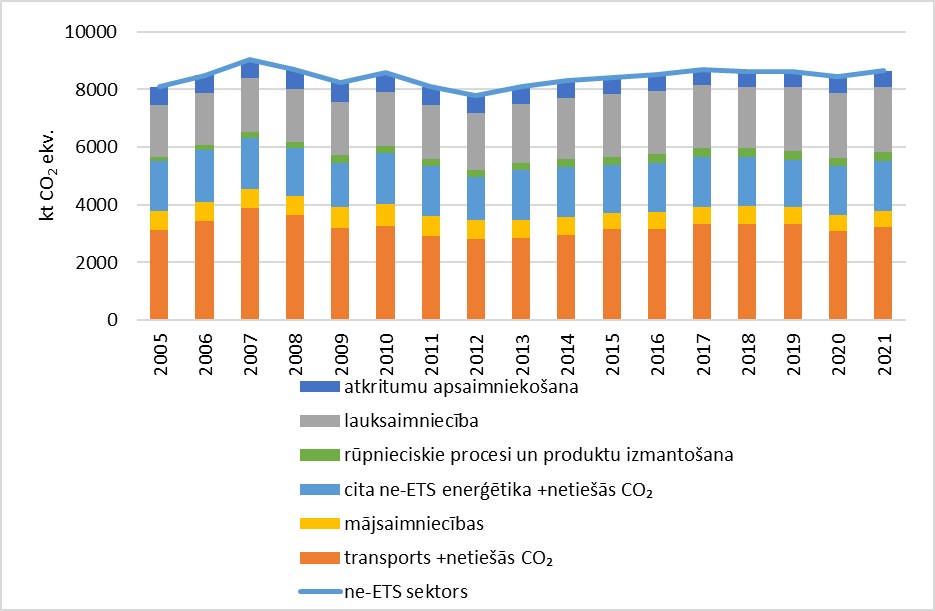 10000
8000
6000
4000
2000
0
kt CO₂ ekv.
2005 2006 2007 2008 2009 2010 2011 2012 2013 2014 2015 2016 2017 2018 2019 2020 2021
atkritumu apsaimniekošana
lauksaimniecība
rūpnieciskie procesi un produktu izmantošana
cita ne-ETS enerģētika +netiešās CO₂
mājsaimniecības
transports +netiešās CO₂
ne-ETS sektors